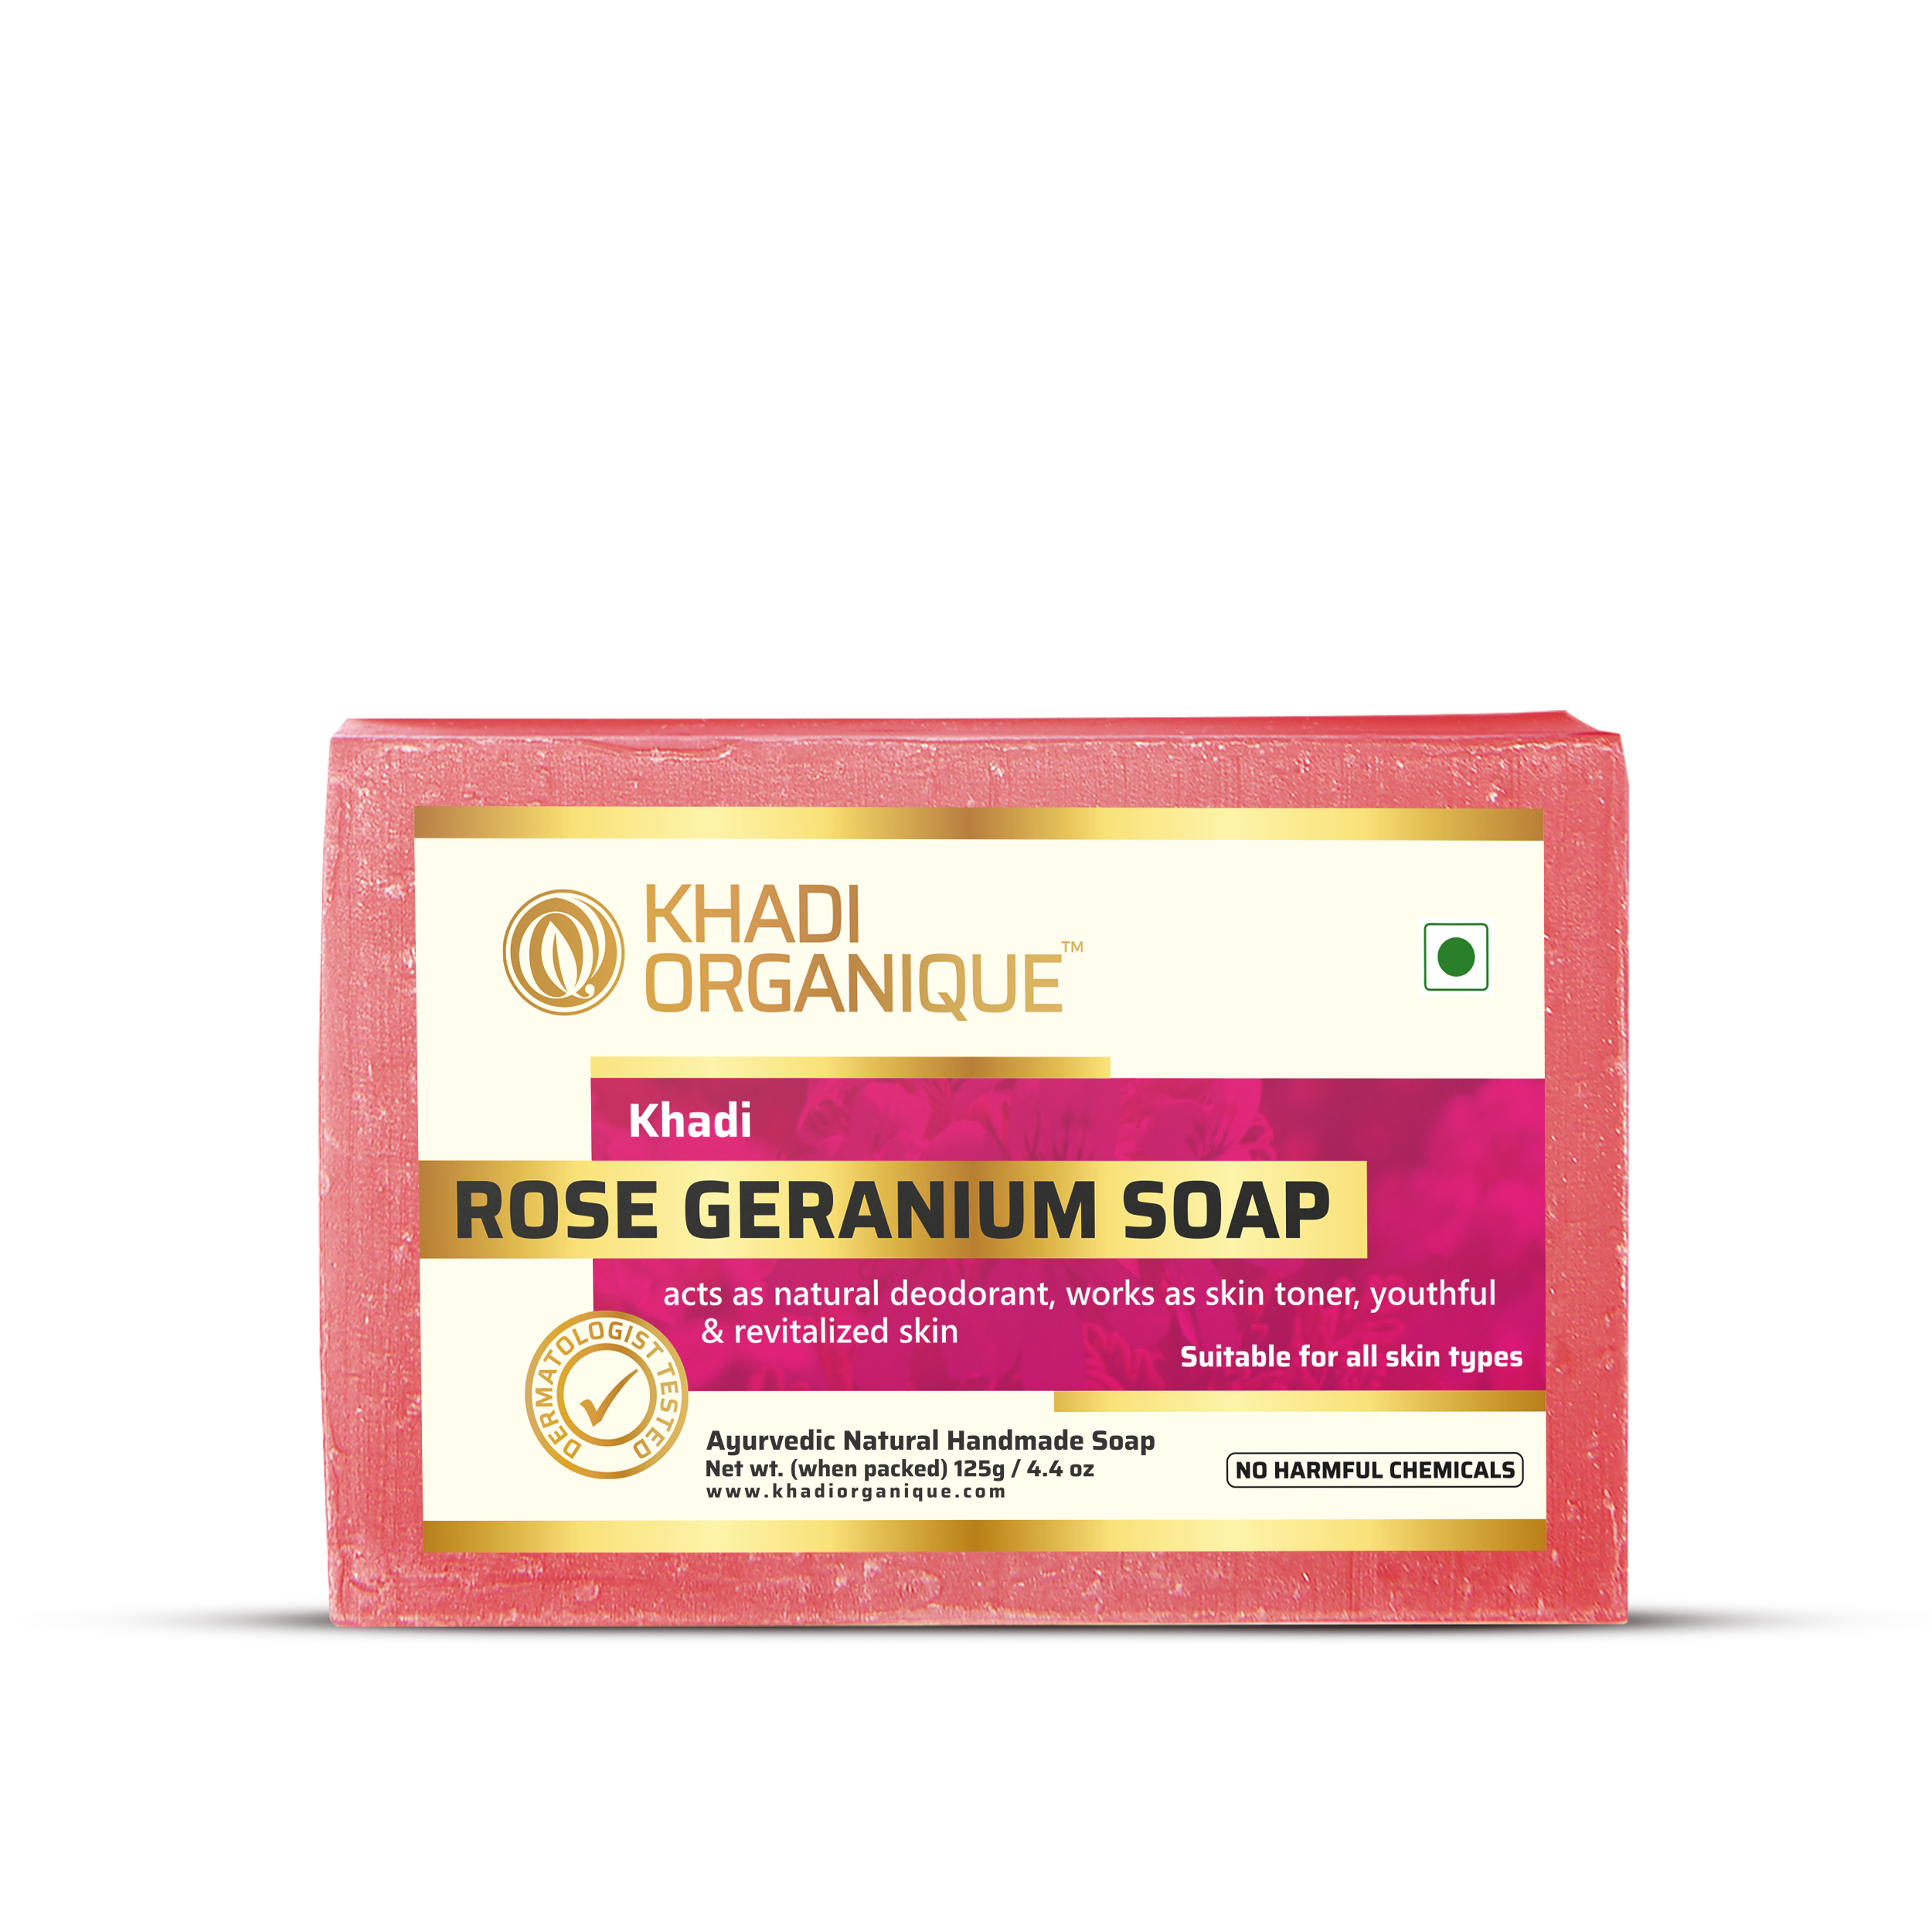 KHADI
ORGANIQUE™
Khadi
ROSE GERANIUM SOAP
acts as natural deodorant, works as skin toner, youthful
& revitalized skin
Suitable for all skin types
DERMATOLOGIST TESTED
Ayurvedic Natural Handmade Soap
Net wt. (when packed) 125g / 4.4 oz
www.khadiorganique.com
NO HARMFUL CHEMICALS